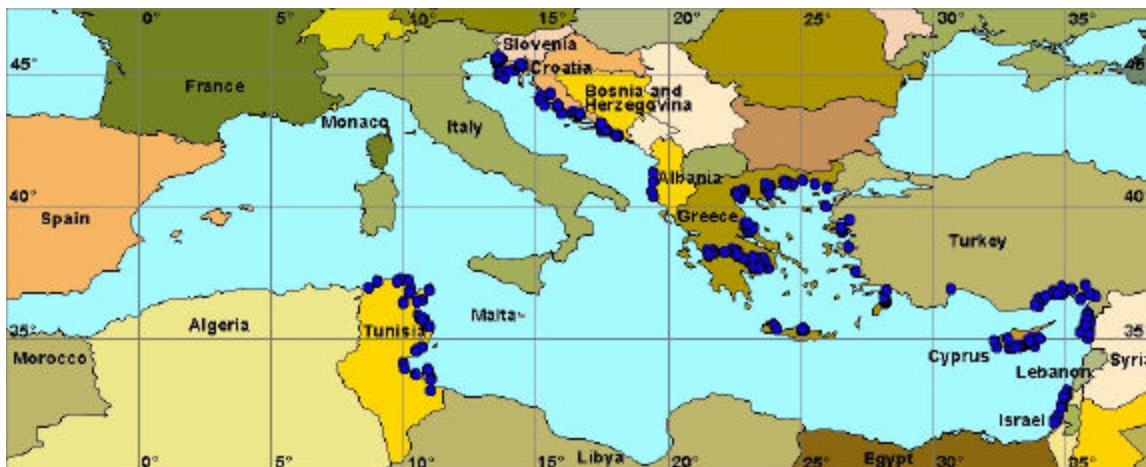 0° 5° 10° 15° 20° 25° 30° 35°
Slovenia
45° Croatia 45
France Bosnia and
Herzegovina
Monaco Italy
Albania
40° 40
Spain Greece Turkey
Algeria Tunisia Malta
35° 35
Morocco Cyprus Syria
Lebanon
Israel
Libya Egypt
0° 5° 10° 15° 20° 25° 30° 35°